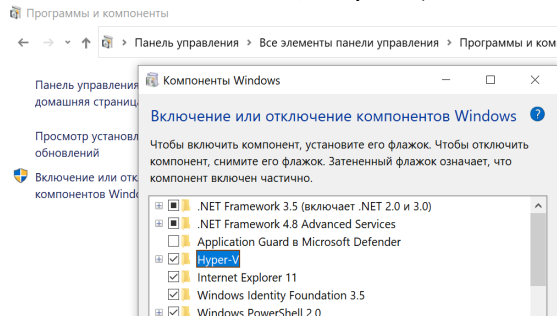 Программы и компоненты
Панель управления > Все элементы панели управления > Программы и ком
Панель управления
домашняя страниц
Просмотр установл
обновлений
Включение или отк
компонентов Windo
Компоненты Windows
Включение или отключение компонентов Windows
Чтобы включить компонент, установите его флажок. Чтобы отключить
компонент, снимите его флажок. Затененный флажок означает, что
компонент включен частично.
.NET Framework 3.5 (включает .NET 2.0 и 3.0)
.NET Framework 4.8 Advanced Services
Application Guard в Microsoft Defender
Hyper-V
Internet Explorer 11
Windows Identity Foundation 3.5
Windows PowerShell 2.0